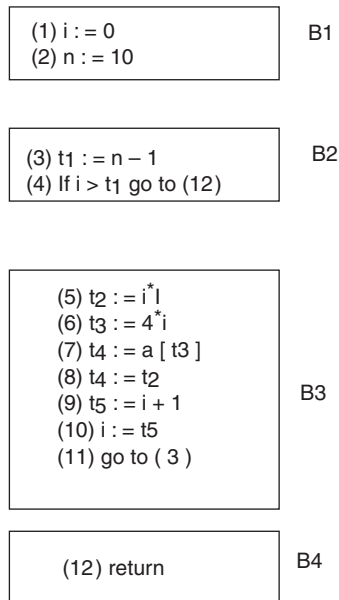 (1) i : = 0
(2) n : = 10
B1
(3) t1 : = n – 1
(4) If i > t1 go to (12)
B2
(5) t2 : = i*I
(6) t3 : = 4*i
(7) t4 : = a [ t3 ]
(8) t4 : = t2
(9) t5 : = i + 1
(10) i : = t5
(11) go to ( 3 )
B3
(12) return
B4